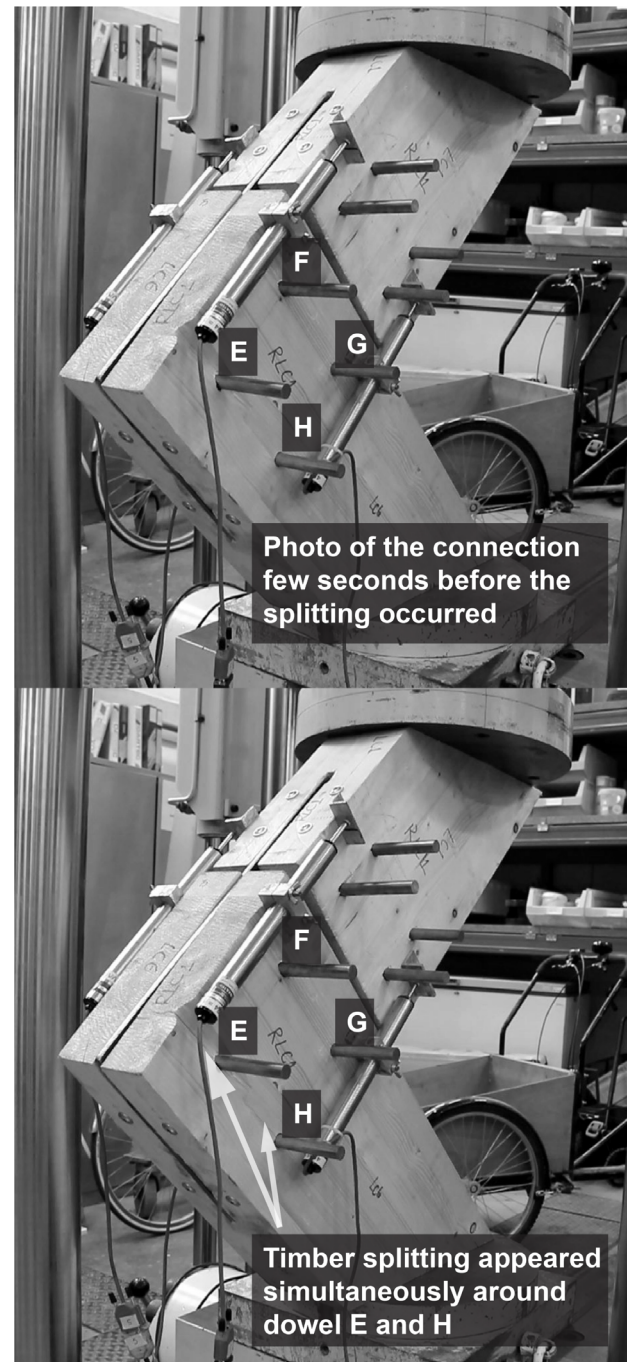 F
E
G
H
Photo of the connection
few seconds before the
splitting occurred
F
E
G
H
Timber splitting appeared
simultaneously around
dowel E and H